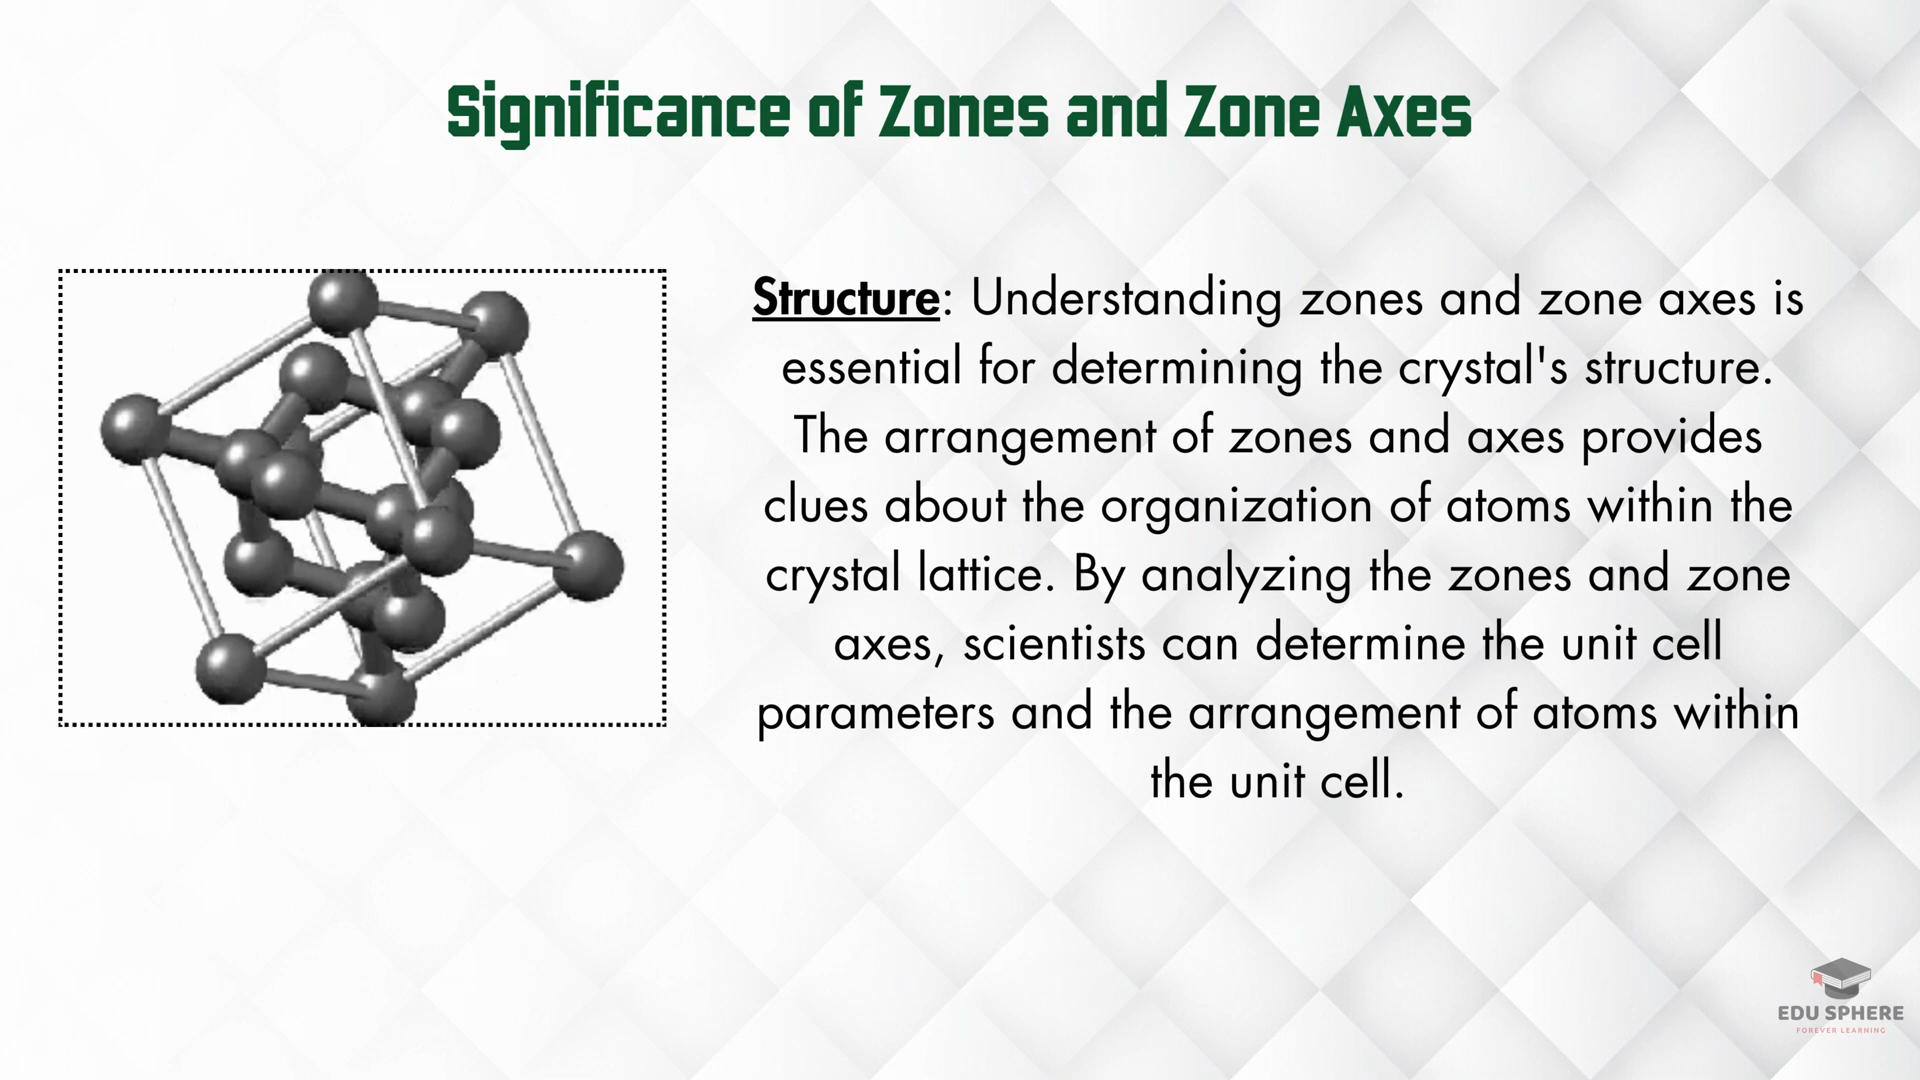 Significance of Zones and Zone Axes
Structure: Understanding zones and zone axes is
essential for determining the crystal's structure.
The arrangement of zones and axes provides
clues about the organization of atoms within the
crystal lattice. By analyzing the zones and zone
axes, scientists can determine the unit cell
parameters and the arrangement of atoms within
the unit cell.
EDU SPHERE
FOREVER LEARNING